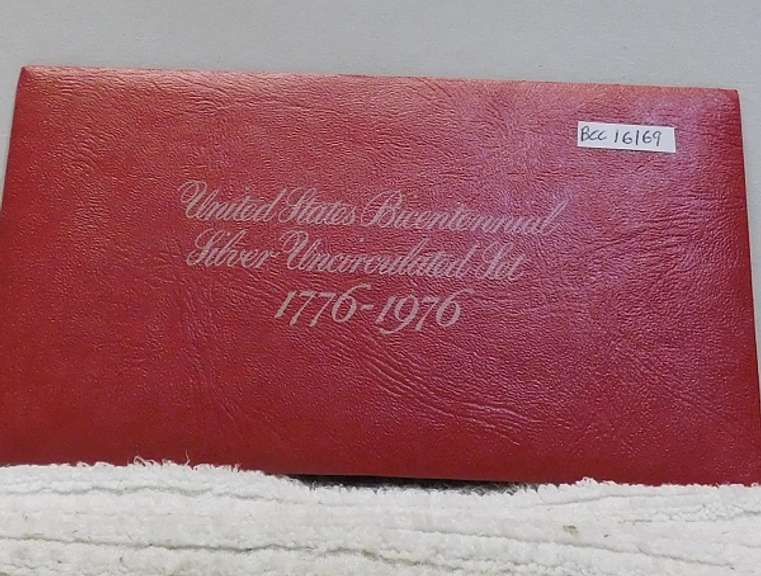 BCC 16169
United States Bicentennial
Silver Uncirculated Set
1776-1976